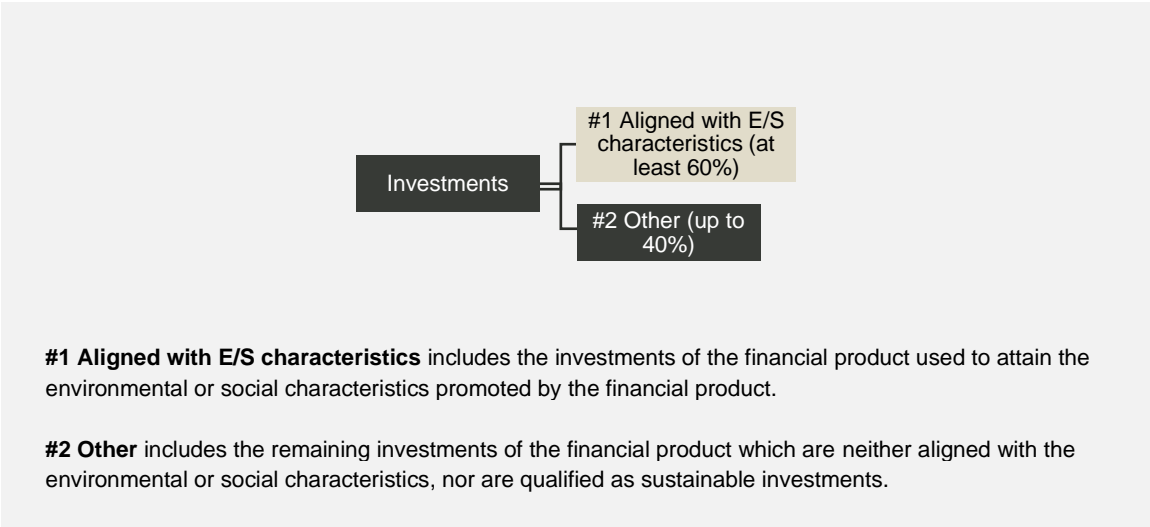 #1 Aligned with E/S
characteristics (at
least 60%)
Investments
#2 Other (up to
40%)
#1 Aligned with E/S characteristics includes the investments of the financial product used to attain the
environmental or social characteristics promoted by the financial product.
#2 Other includes the remaining investments of the financial product which are neither aligned with the
environmental or social characteristics, nor are qualified as sustainable investments.